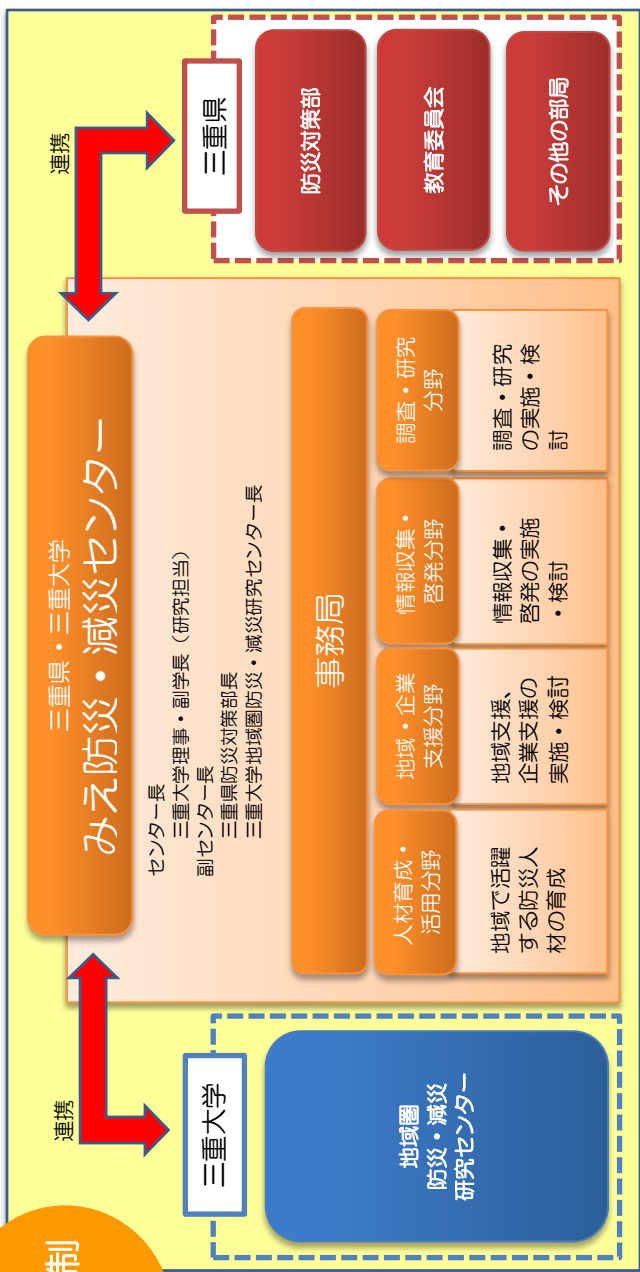 制
三重県・三重大学
みえ防災・減災センター
連携
連携
センター長
三重大学理事・副学長（研究担当）
副センター長
三重県防災対策部長
三重大学地域圏防災・減災研究センター長
事務局
人材育成・
活用分野
地域で活躍
する防災人
材の育成
地域・企業
支援分野
地域支援、
企業支援の
実施・検討
情報収集・
啓発分野
情報収集・
啓発の実施
・検討
調査・研究
分野
調査・研究
の実施・検
討
三重大学
地域圏
防災・減災
研究センター
三重県
防災対策部
教育委員会
その他の部局